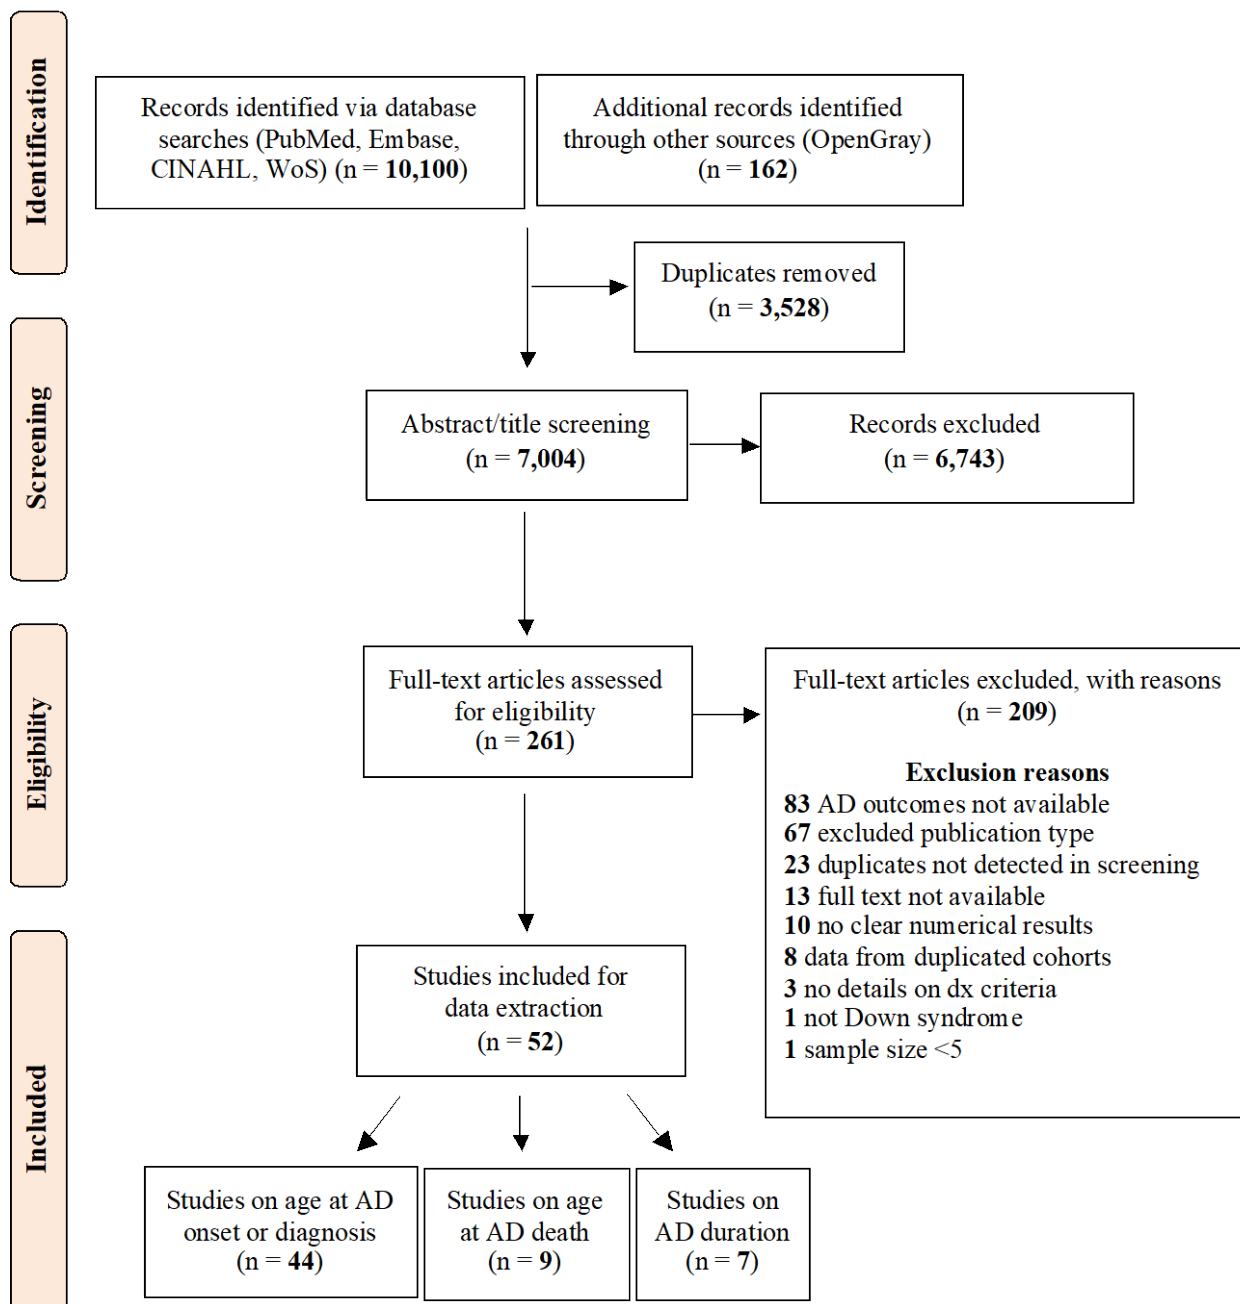 Identification
Records identified via database
searches (PubMed, Embase,
CINAHL, WoS) (n = 10,100)
Additional records identified
through other sources (OpenGray)
(n = 162)
Duplicates removed
(n = 3,528)
Screening
Abstract/title screening
(n = 7,004)
Records excluded
(n = 6,743)
Eligibility
Full-text articles assessed
for eligibility
(n = 261)
Full-text articles excluded, with reasons
(n = 209)
Exclusion reasons
83 AD outcomes not available
67 excluded publication type
23 duplicates not detected in screening
13 full text not available
10 no clear numerical results
8 data from duplicated cohorts
3 no details on dx criteria
1 not Down syndrome
1 sample size <5
Included
Studies included for
data extraction
(n = 52)
Studies on age at AD
onset or diagnosis
(n = 44)
Studies on age
at AD death
(n = 9)
Studies on
AD duration
(n = 7)